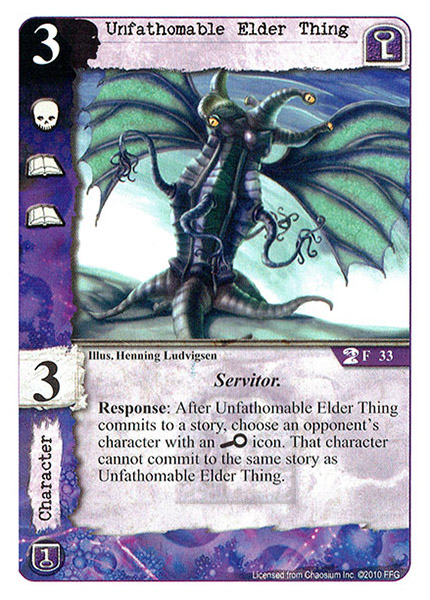 3
Unfathomable Elder Thing
Illus. Henning Ludvigsen
F 33
3
Servitor.
Response: After Unfathomable Elder Thing
commits to a story, choose an opponent's
character with an icon. That character
cannot commit to the same story as
Unfathomable Elder Thing.
Character
1
Licensed from Chaosium Inc. ©2010 FFG